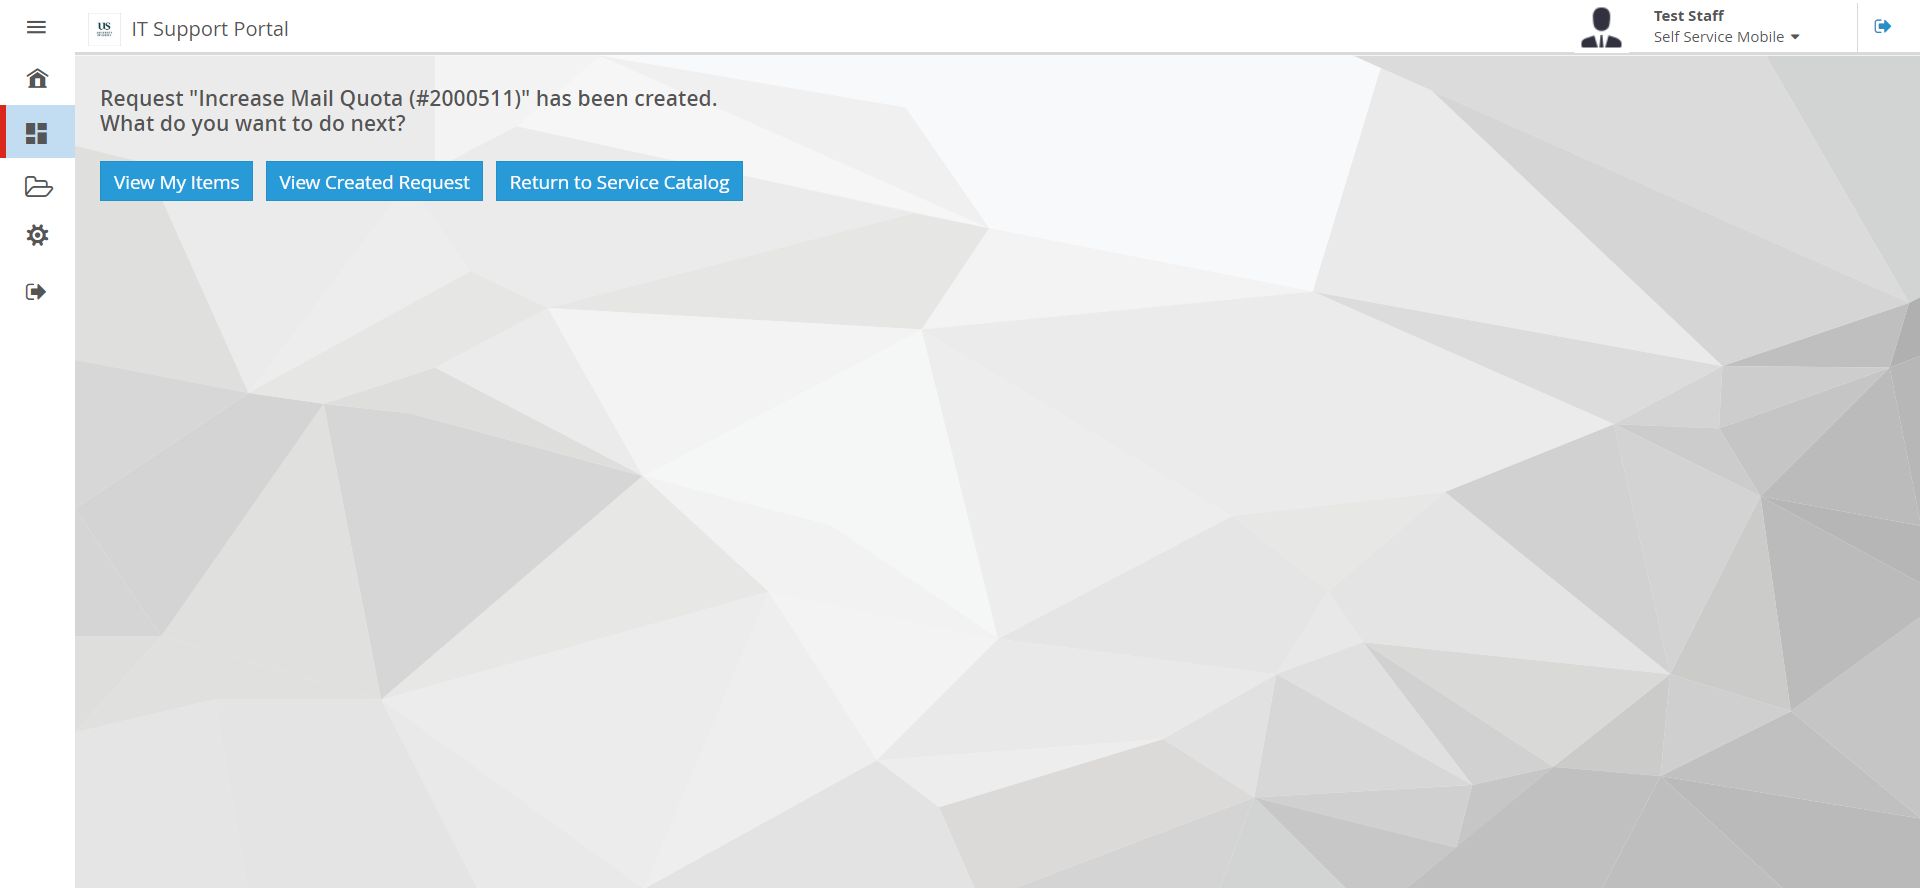 US
IT Support Portal
Test Staff
Self Service Mobile
Request "Increase Mail Quota (#2000511)" has been created.
What do you want to do next?
View My Items
View Created Request
Return to Service Catalog